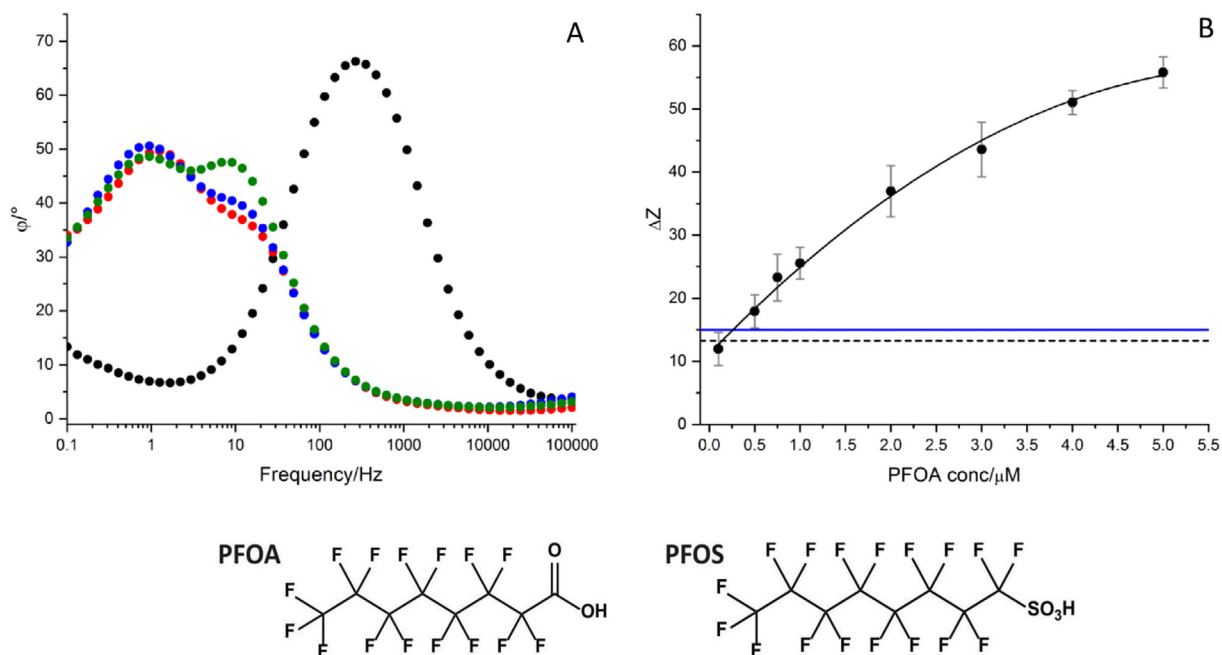 A
φ/°
70
60
50
40
30
20
10
0
0.1 1 10 100 1000 10000 100000
Frequency/Hz
B
ΔZ
60
50
40
30
20
10
0
0.0 0.5 1.0 1.5 2.0 2.5 3.0 3.5 4.0 4.5 5.0 5.5
PFOA conc/μM
PFOA
F F F F F F O
F
F OH
F F F F F F F
PFOS
F F F F F F F F
F
F SO₃H
F F F F F F F